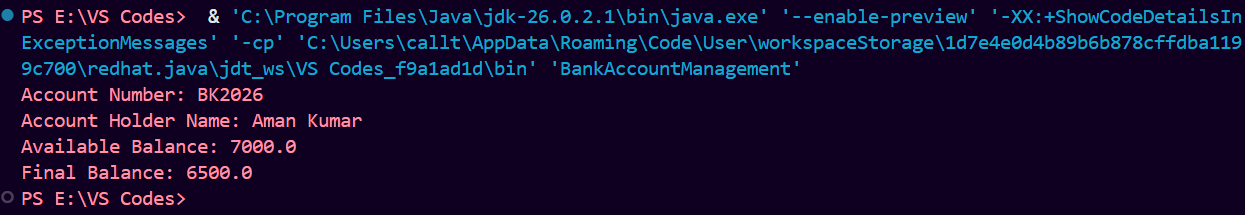 PS E:\VS Codes>  & 'C:\Program Files\Java\jdk-26.0.2.1\bin\java.exe' '--enable-preview' '-XX:+ShowCodeDetailsIn
ExceptionMessages' '-cp' 'C:\Users\callt\AppData\Roaming\Code\User\workspaceStorage\1d7e4e0d4b89b6b878cffdba119
9c700\redhat.java\jdt_ws\VS Codes_f9a1ad1d\bin' 'BankAccountManagement'
Account Number: BK2026
Account Holder Name: Aman Kumar
Available Balance: 7000.0
Final Balance: 6500.0
PS E:\VS Codes>